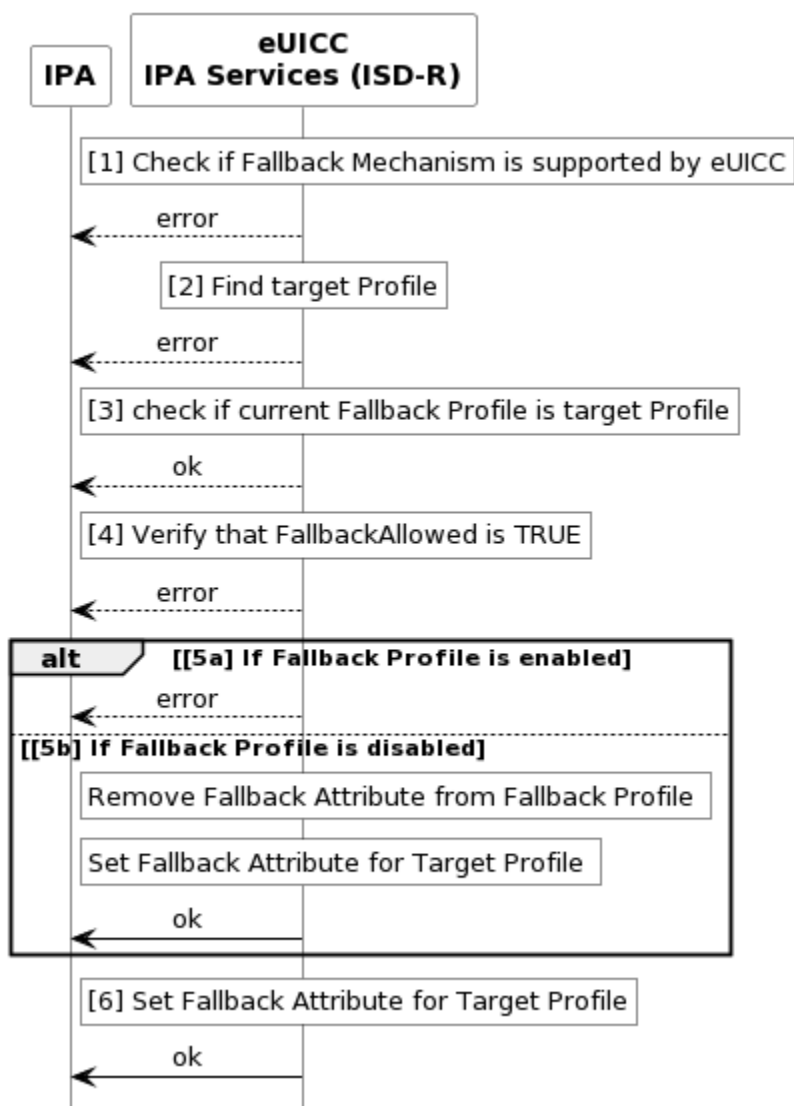 IPA
eUICC
IPA Services (ISD-R)
[1] Check if Fallback Mechanism is supported by eUICC
error
[2] Find target Profile
error
[3] check if current Fallback Profile is target Profile
ok
[4] Verify that FallbackAllowed is TRUE
error
alt [[5a] If Fallback Profile is enabled]
error
[[5b] If Fallback Profile is disabled]
Remove Fallback Attribute from Fallback Profile
Set Fallback Attribute for Target Profile
ok
[6] Set Fallback Attribute for Target Profile
ok